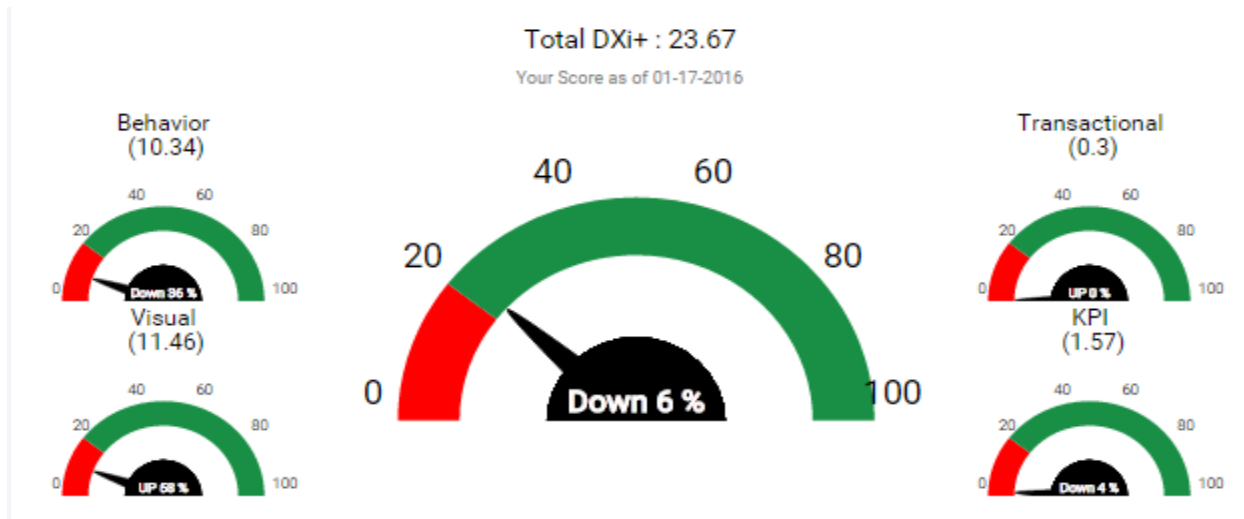 Total DXi+ : 23.67
Your Score as of 01-17-2016
Behavior
(10.34)
0 20 40 60 80 100
Down 36 %
Visual
(11.46)
0 20 40 60 80 100
UP 68 %
0 20 40 60 80 100
Down 6 %
Transactional
(0.3)
0 20 40 60 80 100
UP 0 %
KPI
(1.57)
0 20 40 60 80 100
Down 4 %